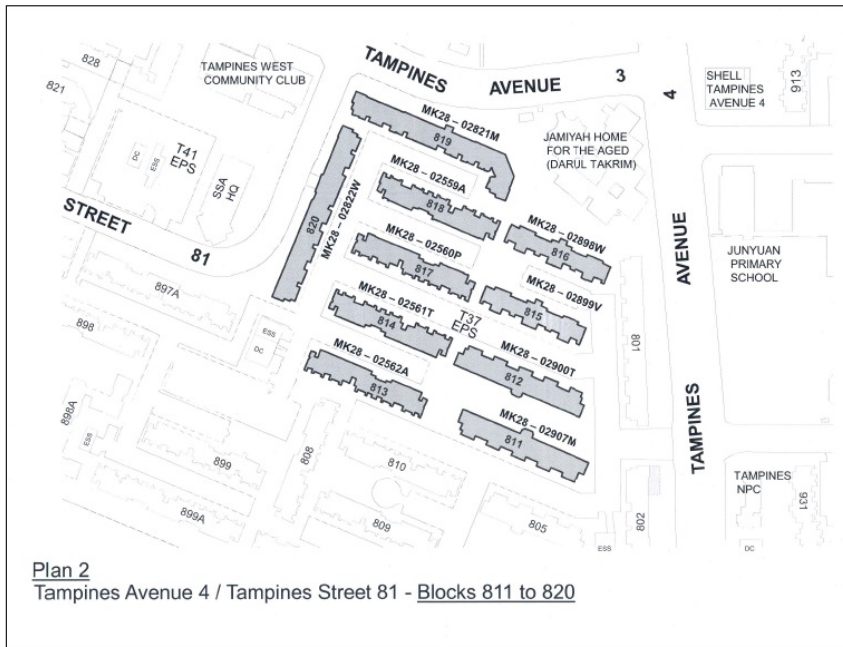 828
821
TAMPINES WEST
COMMUNITY CLUB
TAMPINES AVENUE 3
4
SHELL
TAMPINES
AVENUE 4
913
T41
EPS
DC
ESS
SSA
HQ
STREET 81
MK28 – 02821M
819
JAMIYAH HOME
FOR THE AGED
(DARUL TAKRIM)
820
MK28 – 02822W
MK28 – 02559A
818
MK28 – 02898W
816
MK28 – 02560P
817
MK28 – 02899V
815
AVENUE
JUNYUAN
PRIMARY
SCHOOL
897A
898
ESS
DC
MK28 – 02561T
814
T37
EPS
MK28 – 02900T
812
801
MK28 – 02562A
813
MK28 – 02907M
811
TAMPINES
898A
ESS
899
899A
808
810
809
805
ESS
802
TAMPINES
NPC
931
DC
Plan 2
Tampines Avenue 4 / Tampines Street 81 - Blocks 811 to 820